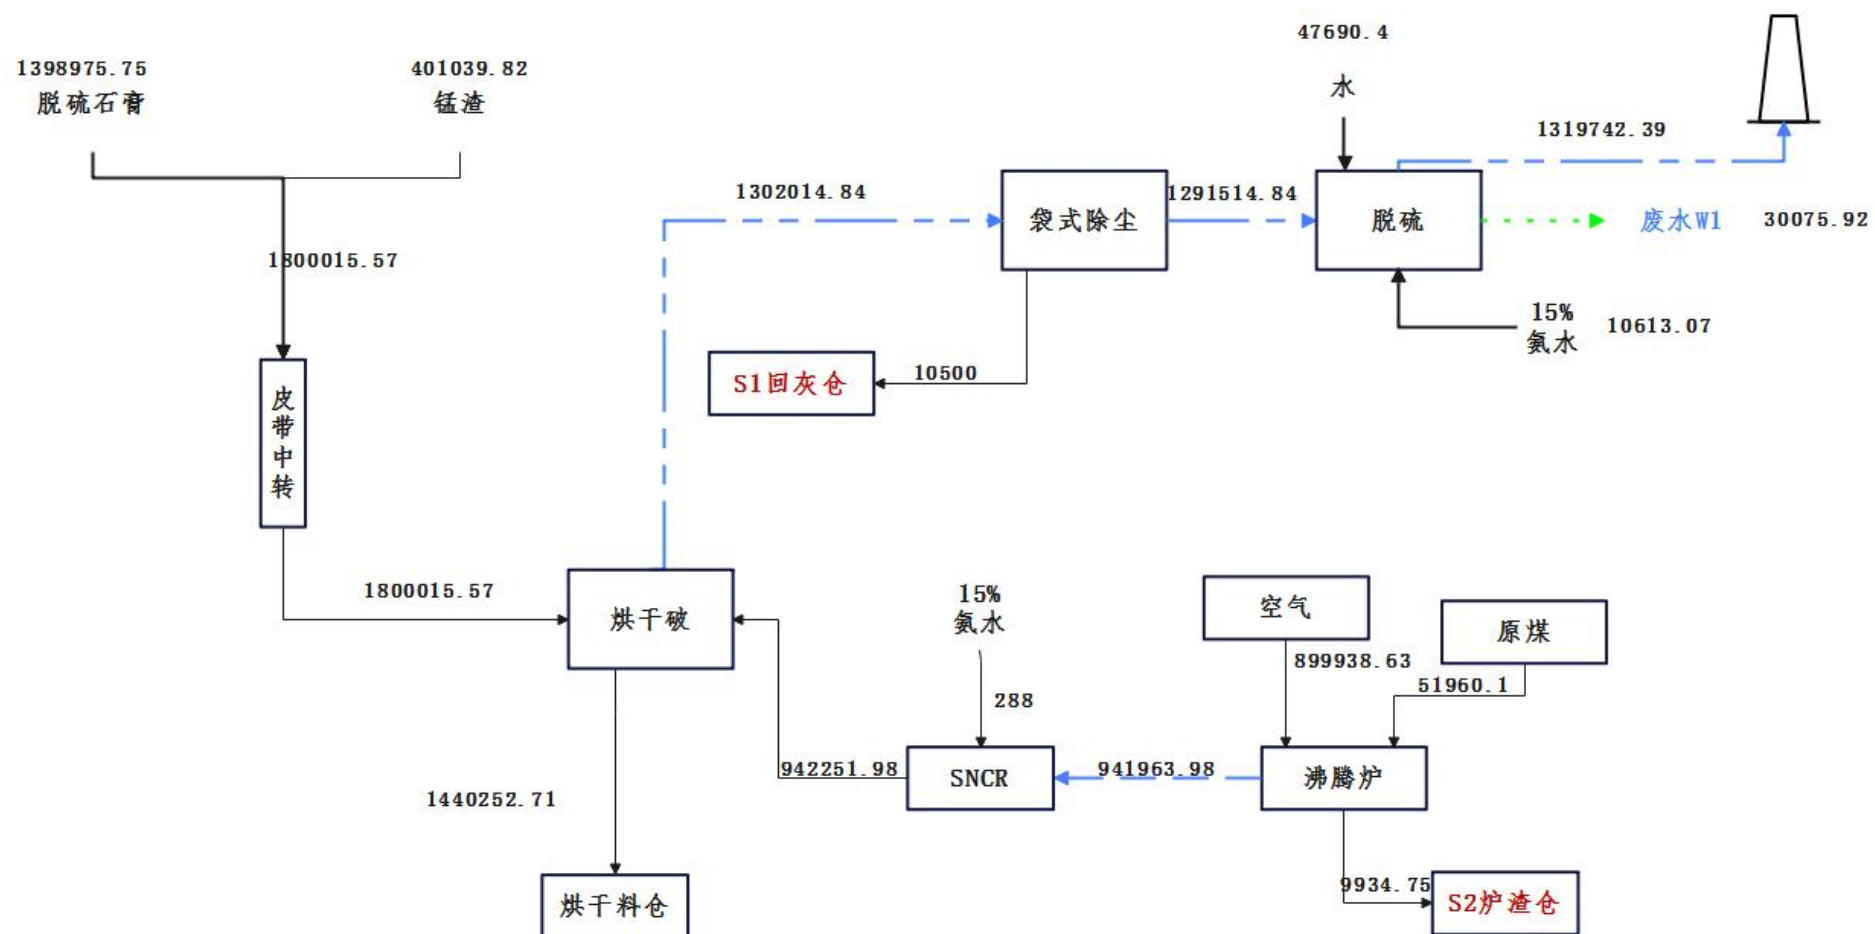 47690.4
1398975.75
脱硫石膏
401039.82
锰渣
水
1319742.39
1302014.84
袋式除尘
1291514.84
脱硫
废水W1
30075.92
1800015.57
15%
氨水
10613.07
S1回灰仓
10500
皮
带
中
转
1800015.57
烘干破
15%
氨水
空气
原煤
899938.63
51960.1
288
942251.98
SNCR
941963.98
沸腾炉
1440252.71
9934.75
烘干料仓
S2炉渣仓